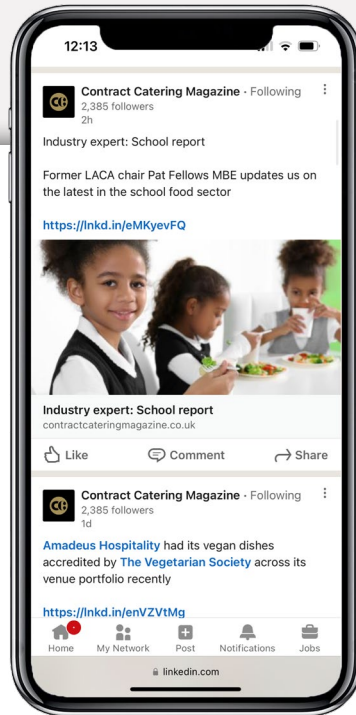 12:13
Contract Catering Magazine · Following
2,385 followers
2h
Industry expert: School report
Former LACA chair Pat Fellows MBE updates us on
the latest in the school food sector
https://lnkd.in/eMKyevFQ
Industry expert: School report
contractcateringmagazine.co.uk
Like Comment Share
Contract Catering Magazine · Following
2,385 followers
1d
Amadeus Hospitality had its vegan dishes
accredited by The Vegetarian Society across its
venue portfolio recently
https://lnkd.in/enVZVtMg
Home My Network Post Notifications Jobs
linkedin.com